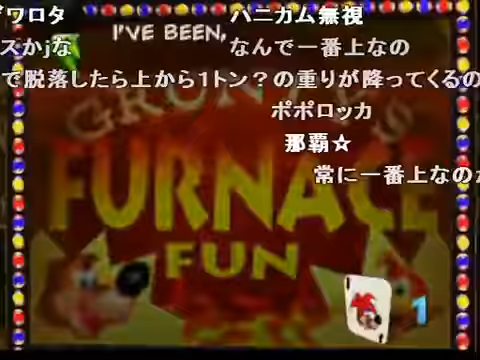 ワロタ
ハニカム無視
I'VE BEEN,
スかjな
なんで一番上なの
で脱落したら上から1トン?の重りが降ってくるの
GRUNTY'S
ポポロッカ
那覇☆
常に一番上なのか
FURNACE
FUN
1